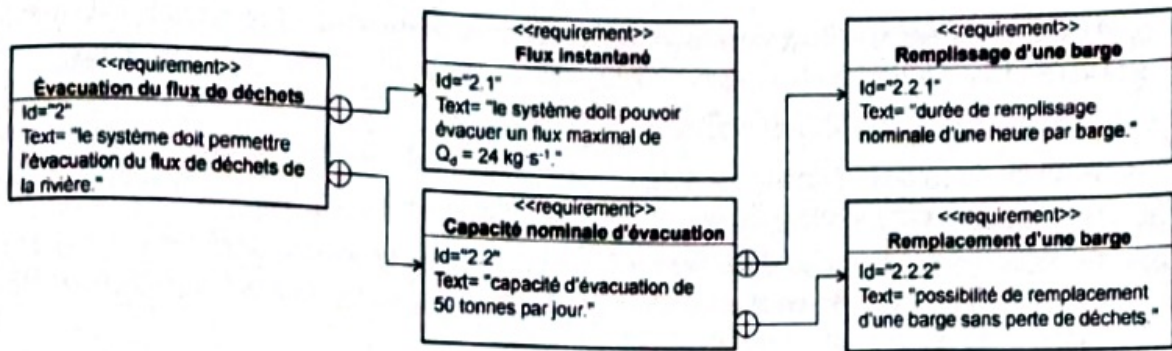 <<requirement>>
Évacuation du flux de déchets
Id="2"
Text= "le système doit permettre
l'évacuation du flux de déchets de
la rivière."
<<requirement>>
Flux instantané
Id="2.1"
Text= "le système doit pouvoir
évacuer un flux maximal de
Qd = 24 kg·s⁻¹."
<<requirement>>
Capacité nominale d'évacuation
Id="2.2"
Text= "capacité d'évacuation de
50 tonnes par jour."
<<requirement>>
Remplissage d'une barge
Id="2.2.1"
Text= "durée de remplissage
nominale d'une heure par barge."
<<requirement>>
Remplacement d'une barge
Id="2.2.2"
Text= "possibilité de remplacement
d'une barge sans perte de déchets."